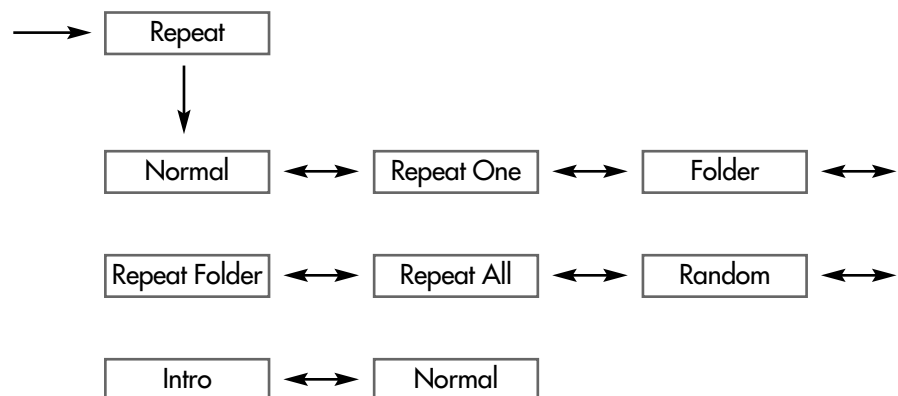 Repeat
Normal Repeat One Folder
Repeat Folder Repeat All Random
Intro Normal